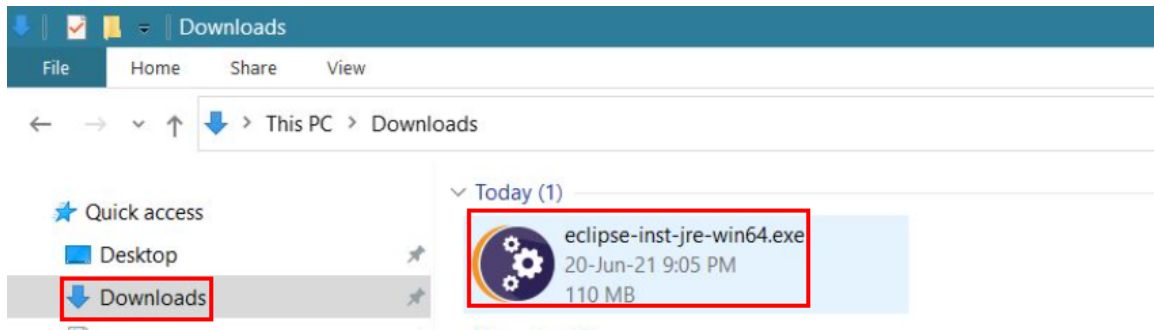 Downloads
File Home Share View
This PC > Downloads
Quick access
Today (1)
Desktop
eclipse-inst-jre-win64.exe
20-Jun-21 9:05 PM
110 MB
Downloads